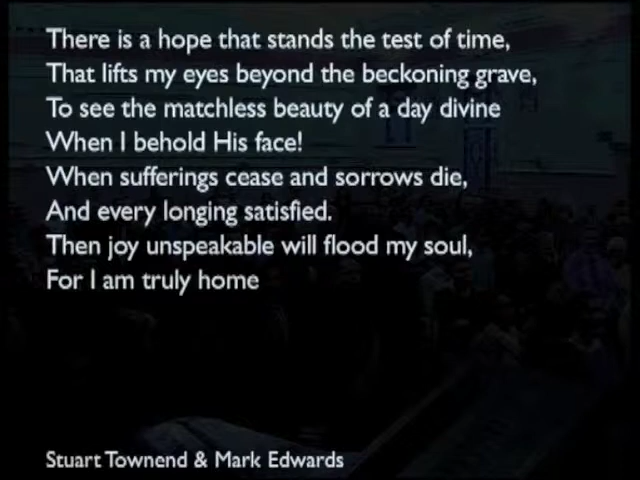 There is a hope that stands the test of time,
That lifts my eyes beyond the beckoning grave,
To see the matchless beauty of a day divine
When I behold His face!
When sufferings cease and sorrows die,
And every longing satisfied.
Then joy unspeakable will flood my soul,
For I am truly home
Stuart Townend & Mark Edwards